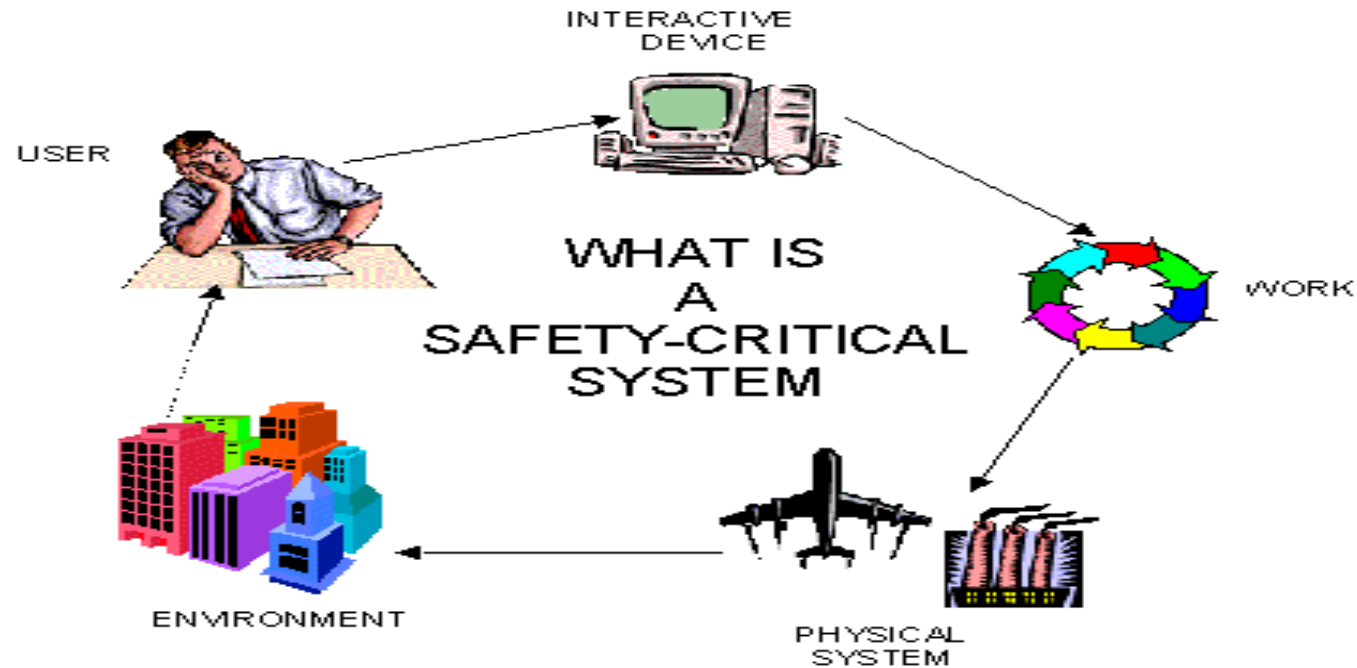 INTERACTIVE
DEVICE
USER
WHAT IS
A
SAFETY-CRITICAL
SYSTEM
WORK
ENVIRONMENT
PHYSICAL
SYSTEM